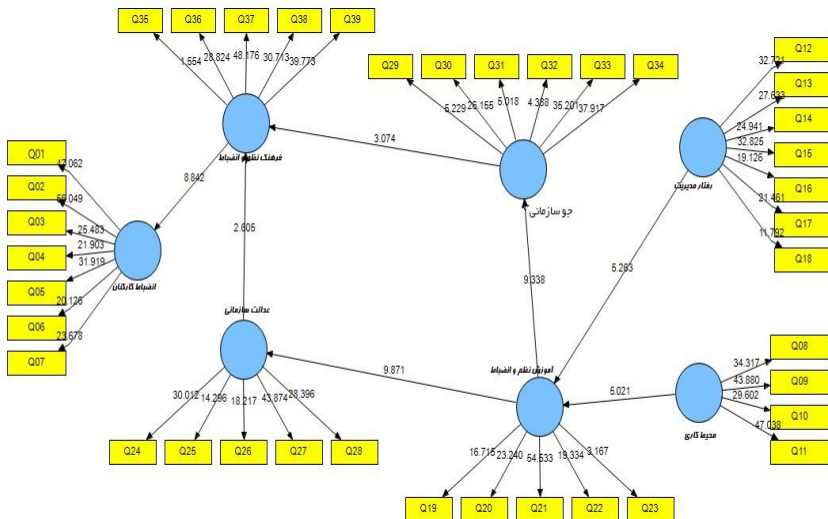 Q35 Q36 Q37 Q38 Q39
1.554 28.824 48.176 30.713 39.773
Q29 Q30 Q31 Q32 Q33 Q34
5.229 26.155 5.018 4.388 35.201 37.917
Q12
Q13
Q14
Q15
Q16
Q17
Q18
32.721
27.633
24.941
32.825
19.126
21.461
11.792
فرهنگ نظم و انضباط
3.074
جو سازمانی
رفتار مدیریت
Q01
Q02
Q03
Q04
Q05
Q06
Q07
25.483
21.903
31.919
20.126
23.678
8.842
انضباط کارکنان
2.605
9.338
5.263
عدالت سازمانی
9.871
آموزش نظم و انضباط
5.021
محیط کاری
Q08
Q09
Q10
Q11
34.317
43.880
29.602
47.038
30.012 14.296 18.217 43.874 28.396
Q24 Q25 Q26 Q27 Q28
16.715 23.240 54.533 19.334 3.167
Q19 Q20 Q21 Q22 Q23